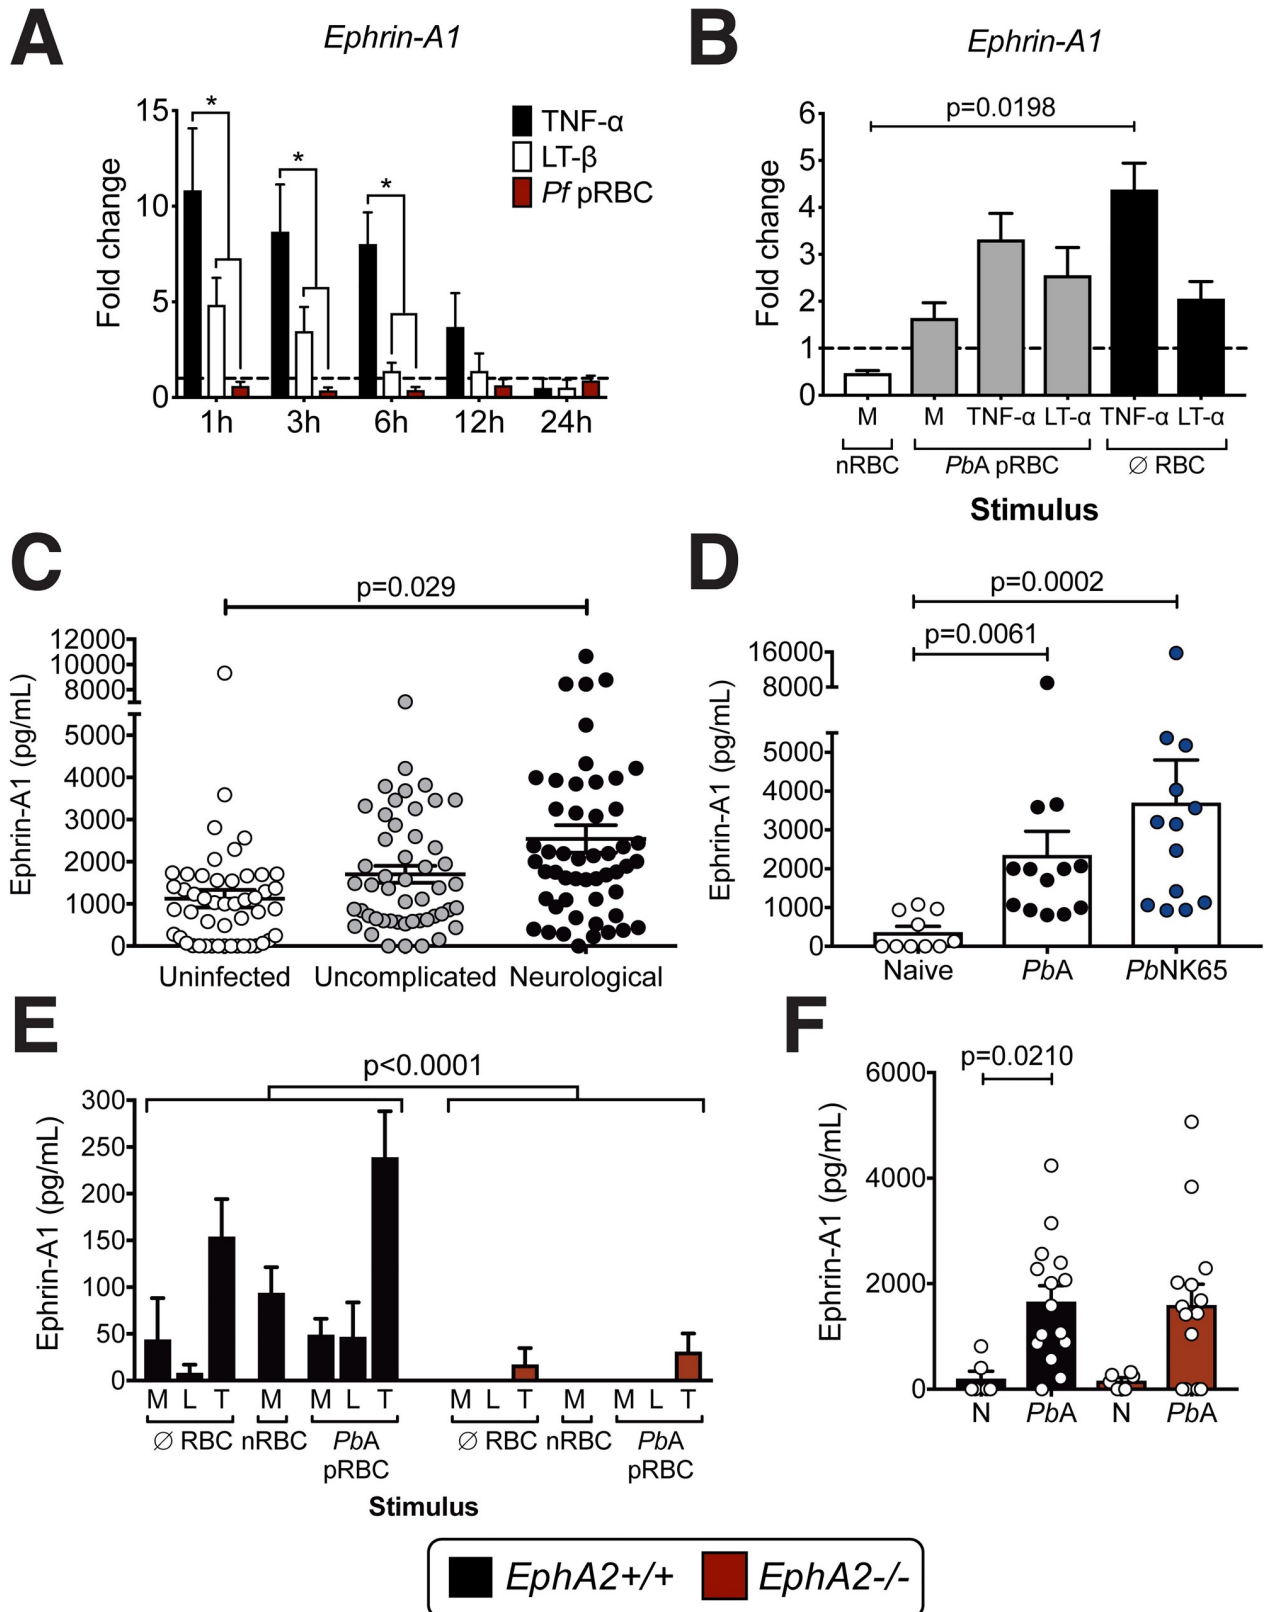 A
Ephrin-A1
Fold change
15
10
5
0
*
*
*
TNF-α
LT-β
Pf pRBC
1h 3h 6h 12h 24h
B
Ephrin-A1
p=0.0198
Fold change
6
5
4
3
2
1
0
M M TNF-α LT-α TNF-α LT-α
nRBC PbA pRBC ∅ RBC
Stimulus
C
p=0.029
Ephrin-A1 (pg/mL)
12000
10000
8000
5000
4000
3000
2000
1000
0
Uninfected Uncomplicated Neurological
D
p=0.0002
p=0.0061
Ephrin-A1 (pg/mL)
16000
8000
5000
4000
3000
2000
1000
0
Naive PbA PbNK65
E
p<0.0001
Ephrin-A1 (pg/mL)
300
250
200
150
100
50
0
M L T M M L T M L T M M L T
∅ RBC nRBC PbA ∅ RBC nRBC PbA
pRBC pRBC
Stimulus
F
p=0.0210
Ephrin-A1 (pg/mL)
6000
4000
2000
0
N PbA N PbA
EphA2+/+ EphA2-/-